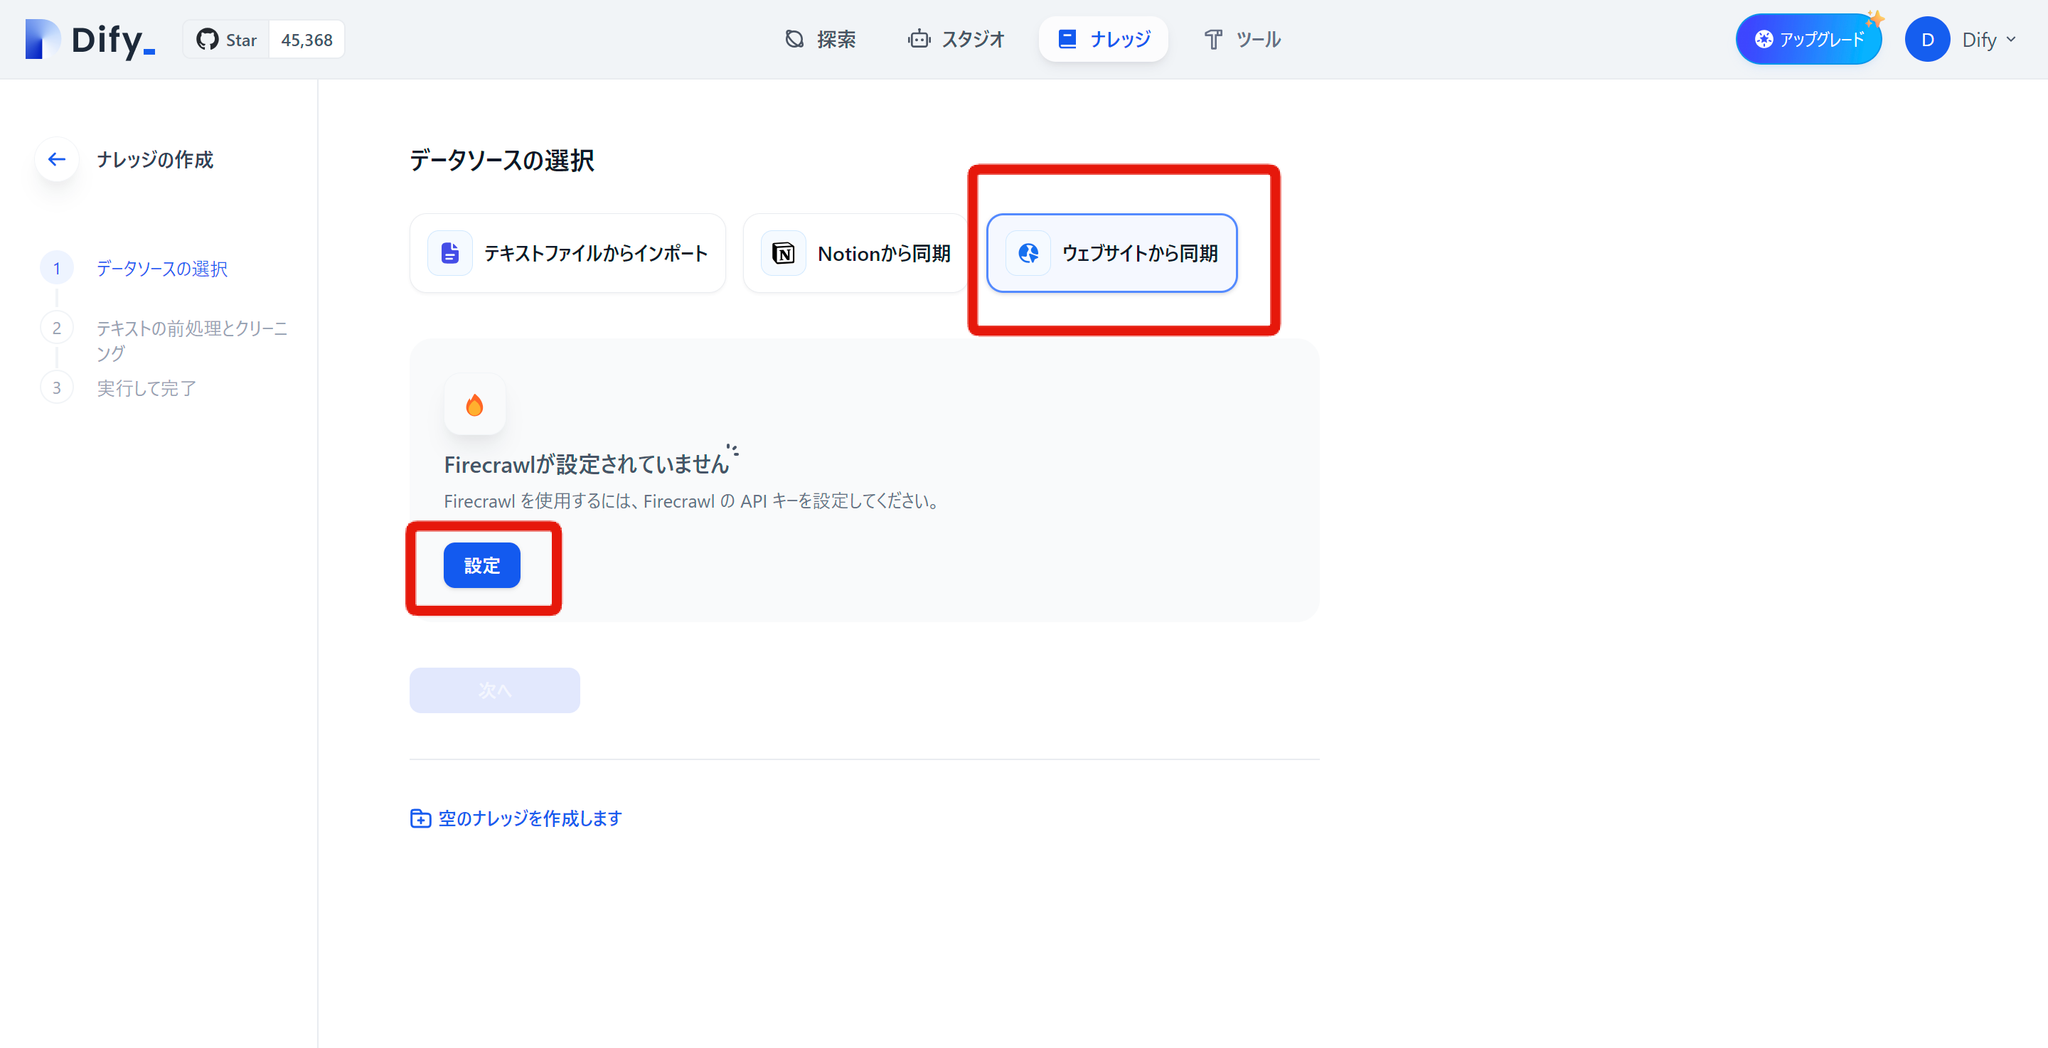 Dify_
Star 45,368
探索
スタジオ
ナレッジ
ツール
アップグレード
D
Dify
ナレッジの作成
1 データソースの選択
2 テキストの前処理とクリーニ
ング
3 実行して完了
データソースの選択
テキストファイルからインポート
Notionから同期
ウェブサイトから同期
Firecrawlが設定されていません
Firecrawl を使用するには、Firecrawl の API キーを設定してください。
設定
次へ
空のナレッジを作成します